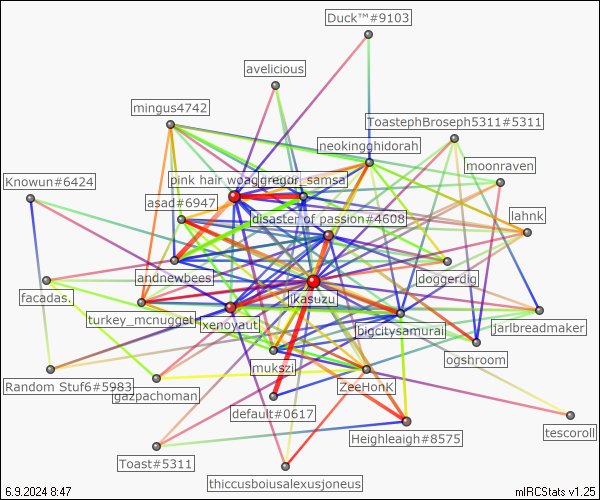 Duck™#9103
avelicious
mingus4742
ToastephBroseph5311#5311
neokingghidorah
moonraven
pink hair woag
gregor_samsa
Knowun#6424
asad#6947
disaster of passion#4608
lahnk
andnewbees
doggerdig
facadas.
ikasuzu
turkey_mcnugget
xenoyaut
bigcitysamurai
jarlbreadmaker
mukszi
ogshroom
Random Stuf6#5983
gazpachoman
ZeeHonk
default#0617
tescoroll
Heighleaigh#8575
Toast#5311
thiccusboiusalexusjoneus
6.9.2024 8:47
mIRCStats v1.25